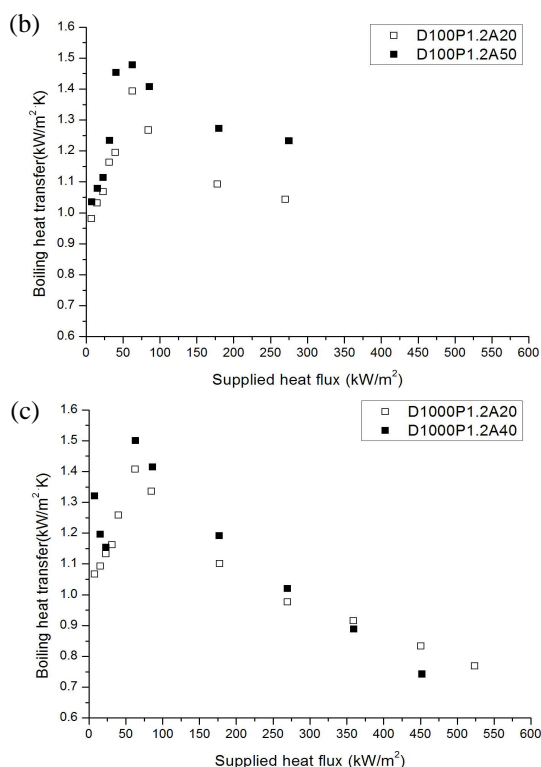 (b)
D100P1.2A20
D100P1.2A50
Boiling heat transfer(kW/m²·K)
1.6
1.5
1.4
1.3
1.2
1.1
1.0
0.9
0.8
0.7
0.6
0 50 100 150 200 250 300 350 400 450 500 550 600
Supplied heat flux (kW/m²)
(c)
D1000P1.2A20
D1000P1.2A40
Boiling heat transfer(kW/m²·K)
1.6
1.5
1.4
1.3
1.2
1.1
1.0
0.9
0.8
0.7
0.6
0 50 100 150 200 250 300 350 400 450 500 550 600
Supplied heat flux (kW/m²)